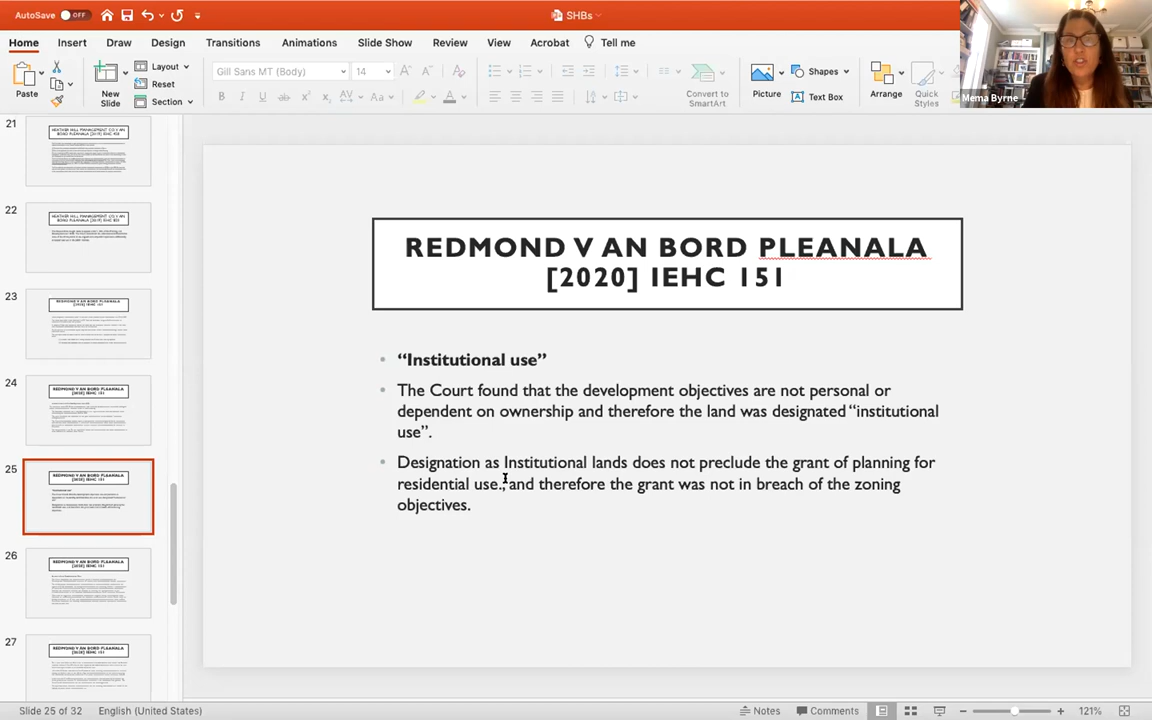 AutoSave OFF SHBs
Home Insert Draw Design Transitions Animations Slide Show Review View Acrobat Tell me
Paste New Slide Layout Reset Section Gill Sans MT (Body) 14 Convert to SmartArt Picture Shapes Text Box Arrange Quick Styles
Mema Byrne
21
22
23
24
25
26
27
REDMOND V AN BORD PLEANALA
[2020] IEHC 151
“Institutional use”
The Court found that the development objectives are not personal or
dependent on ownership and therefore the land was designated “institutional
use”.
Designation as Institutional lands does not preclude the grant of planning for
residential use., and therefore the grant was not in breach of the zoning
objectives.
Slide 25 of 32 English (United States) Notes Comments 121%